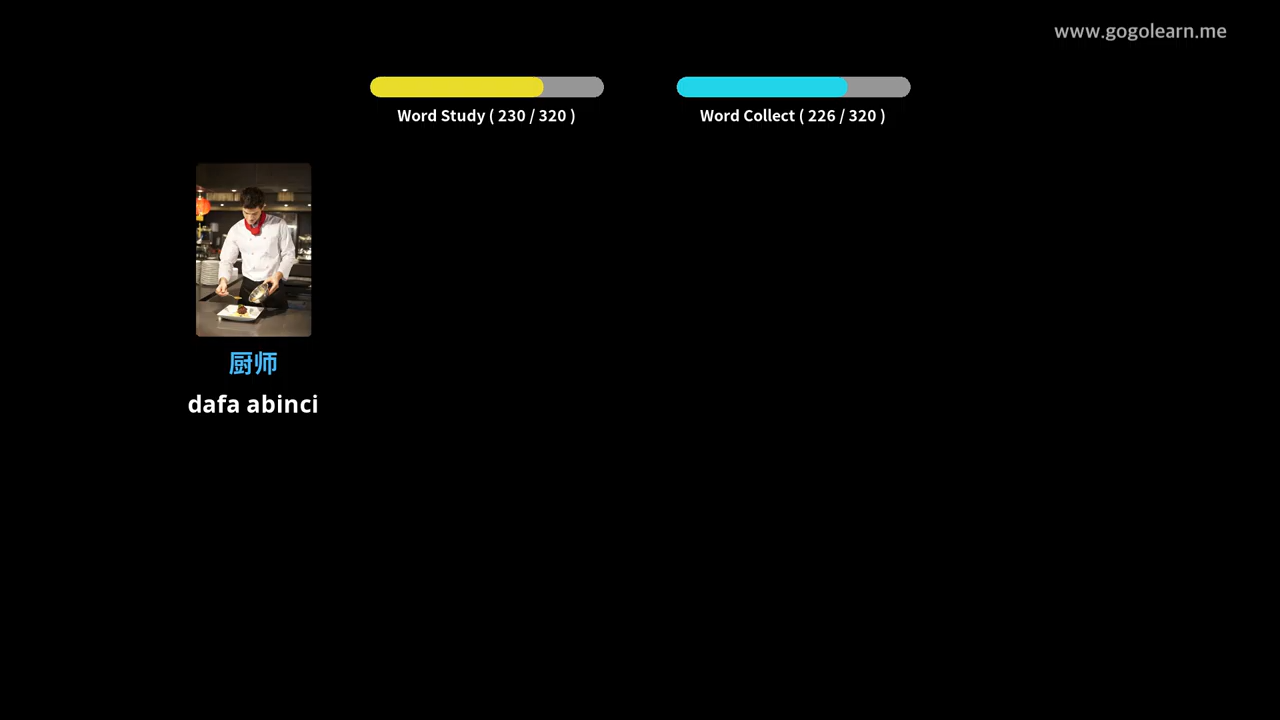 www.gogolearn.me
Word Study ( 230 / 320 )
Word Collect ( 226 / 320 )
厨师
dafa abinci